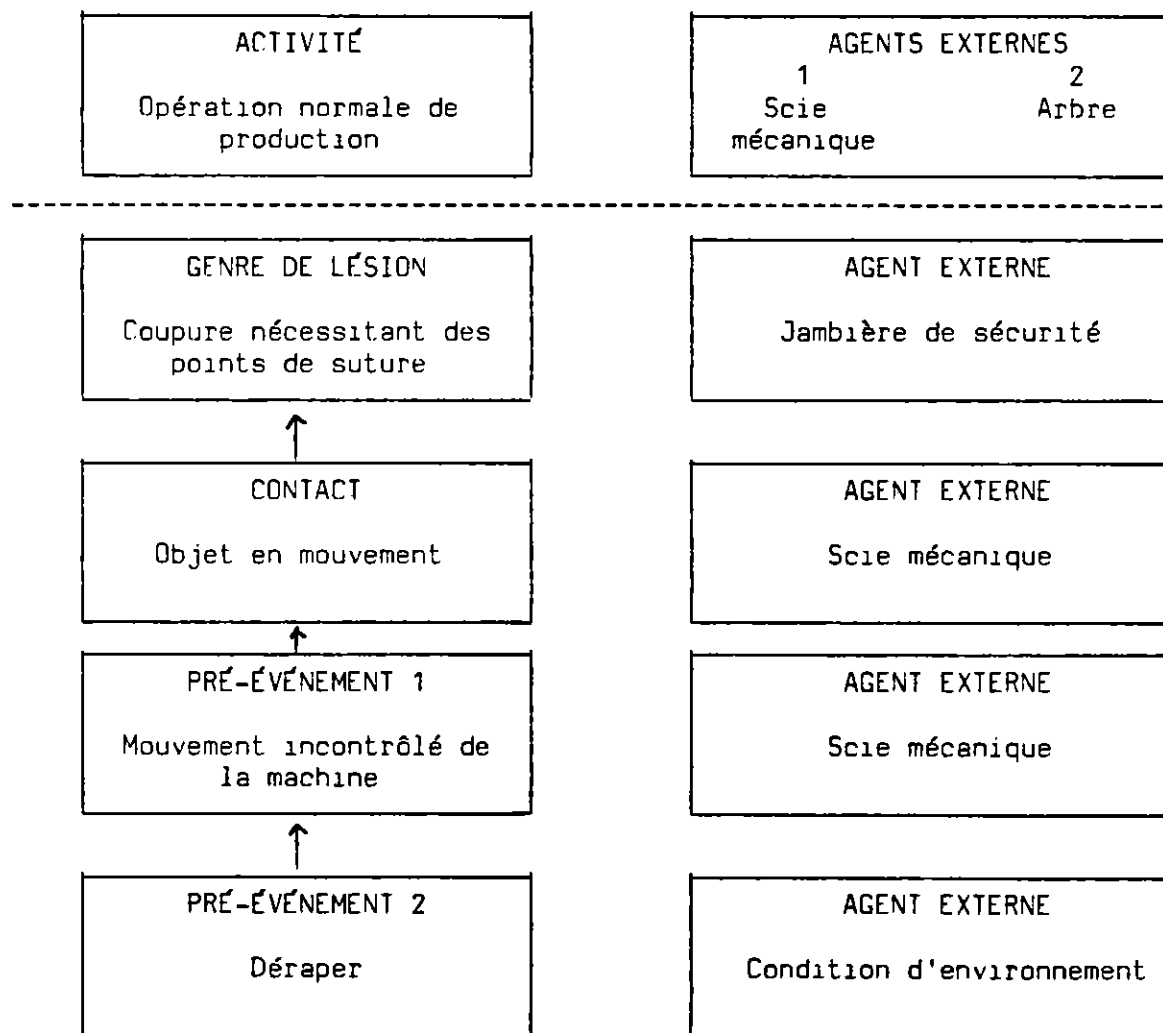 ACTIVITÉ
Opération normale de
production
AGENTS EXTERNES
1 2
Scie Arbre
mécanique
GENRE DE LÉSION
Coupure nécessitant des
points de suture
AGENT EXTERNE
Jambière de sécurité
CONTACT
Objet en mouvement
AGENT EXTERNE
Scie mécanique
PRÉ-ÉVÉNEMENT 1
Mouvement incontrôlé de
la machine
AGENT EXTERNE
Scie mécanique
PRÉ-ÉVÉNEMENT 2
Déraper
AGENT EXTERNE
Condition d'environnement